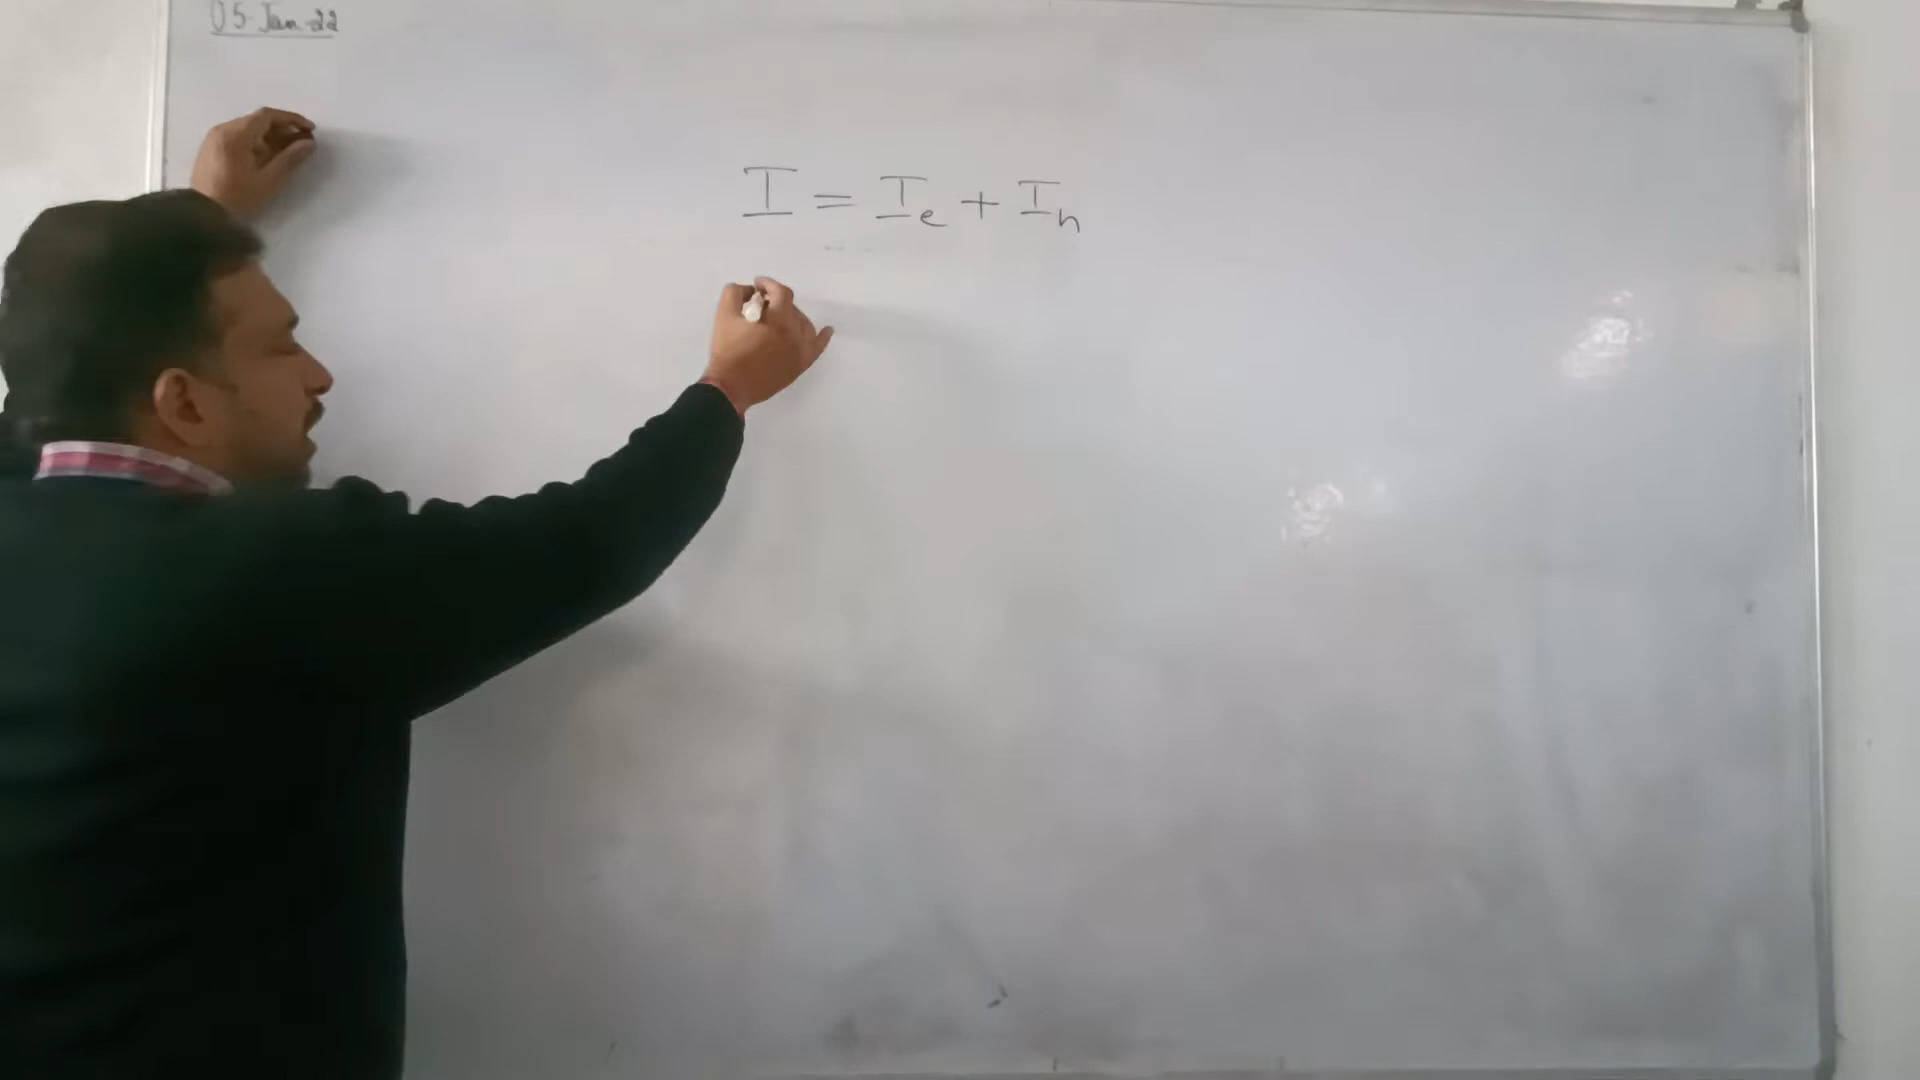 05-Jan-22
I = Ie + Ih